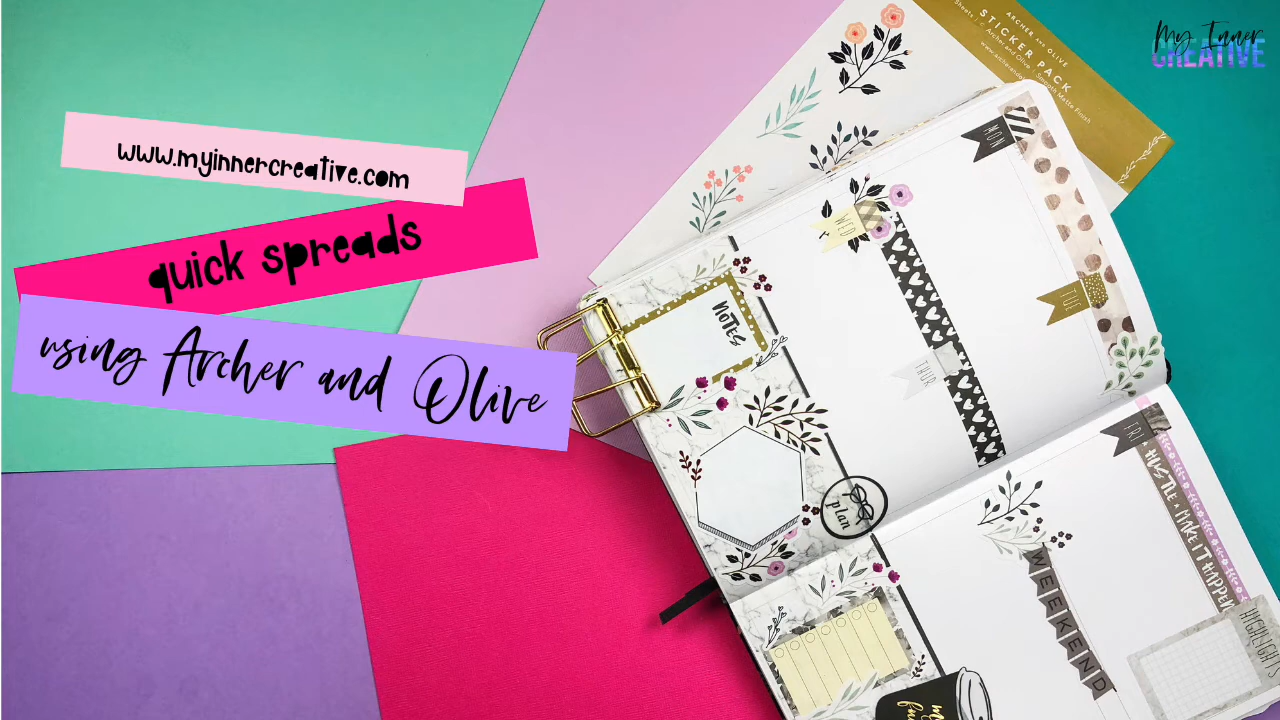 www.myinnercreative.com
quick spreads
using Archer and Olive
My Inner
CREATIVE
ARCHER AND OLIVE
STICKER PACK
MON
TUE
WED
THUR
NOTES
plan
FRI
HUSTLE & MAKE IT HAPPEN
WEEKEND
HIGHLIGHTS
my